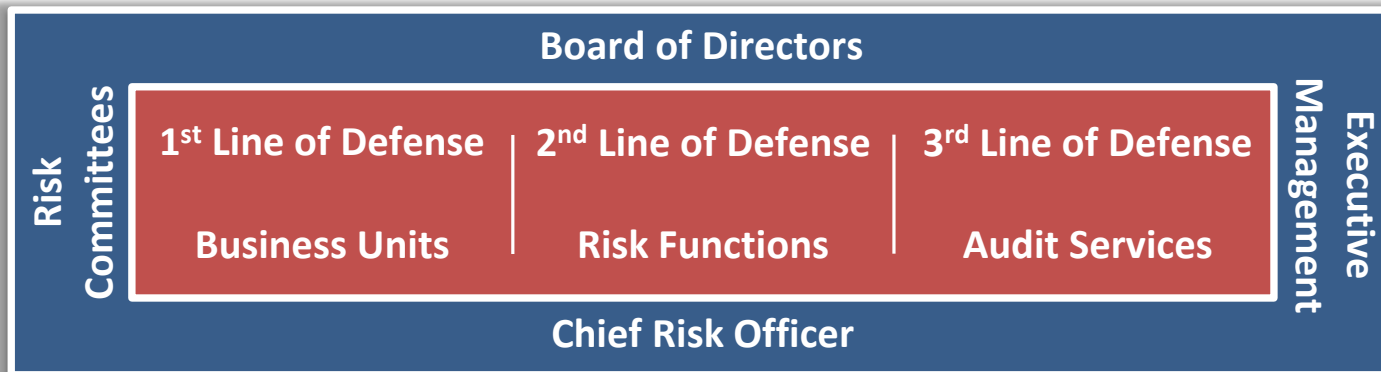 Board of Directors
Risk
Committees
1st Line of Defense
2nd Line of Defense
3rd Line of Defense
Business Units
Risk Functions
Audit Services
Executive
Management
Chief Risk Officer